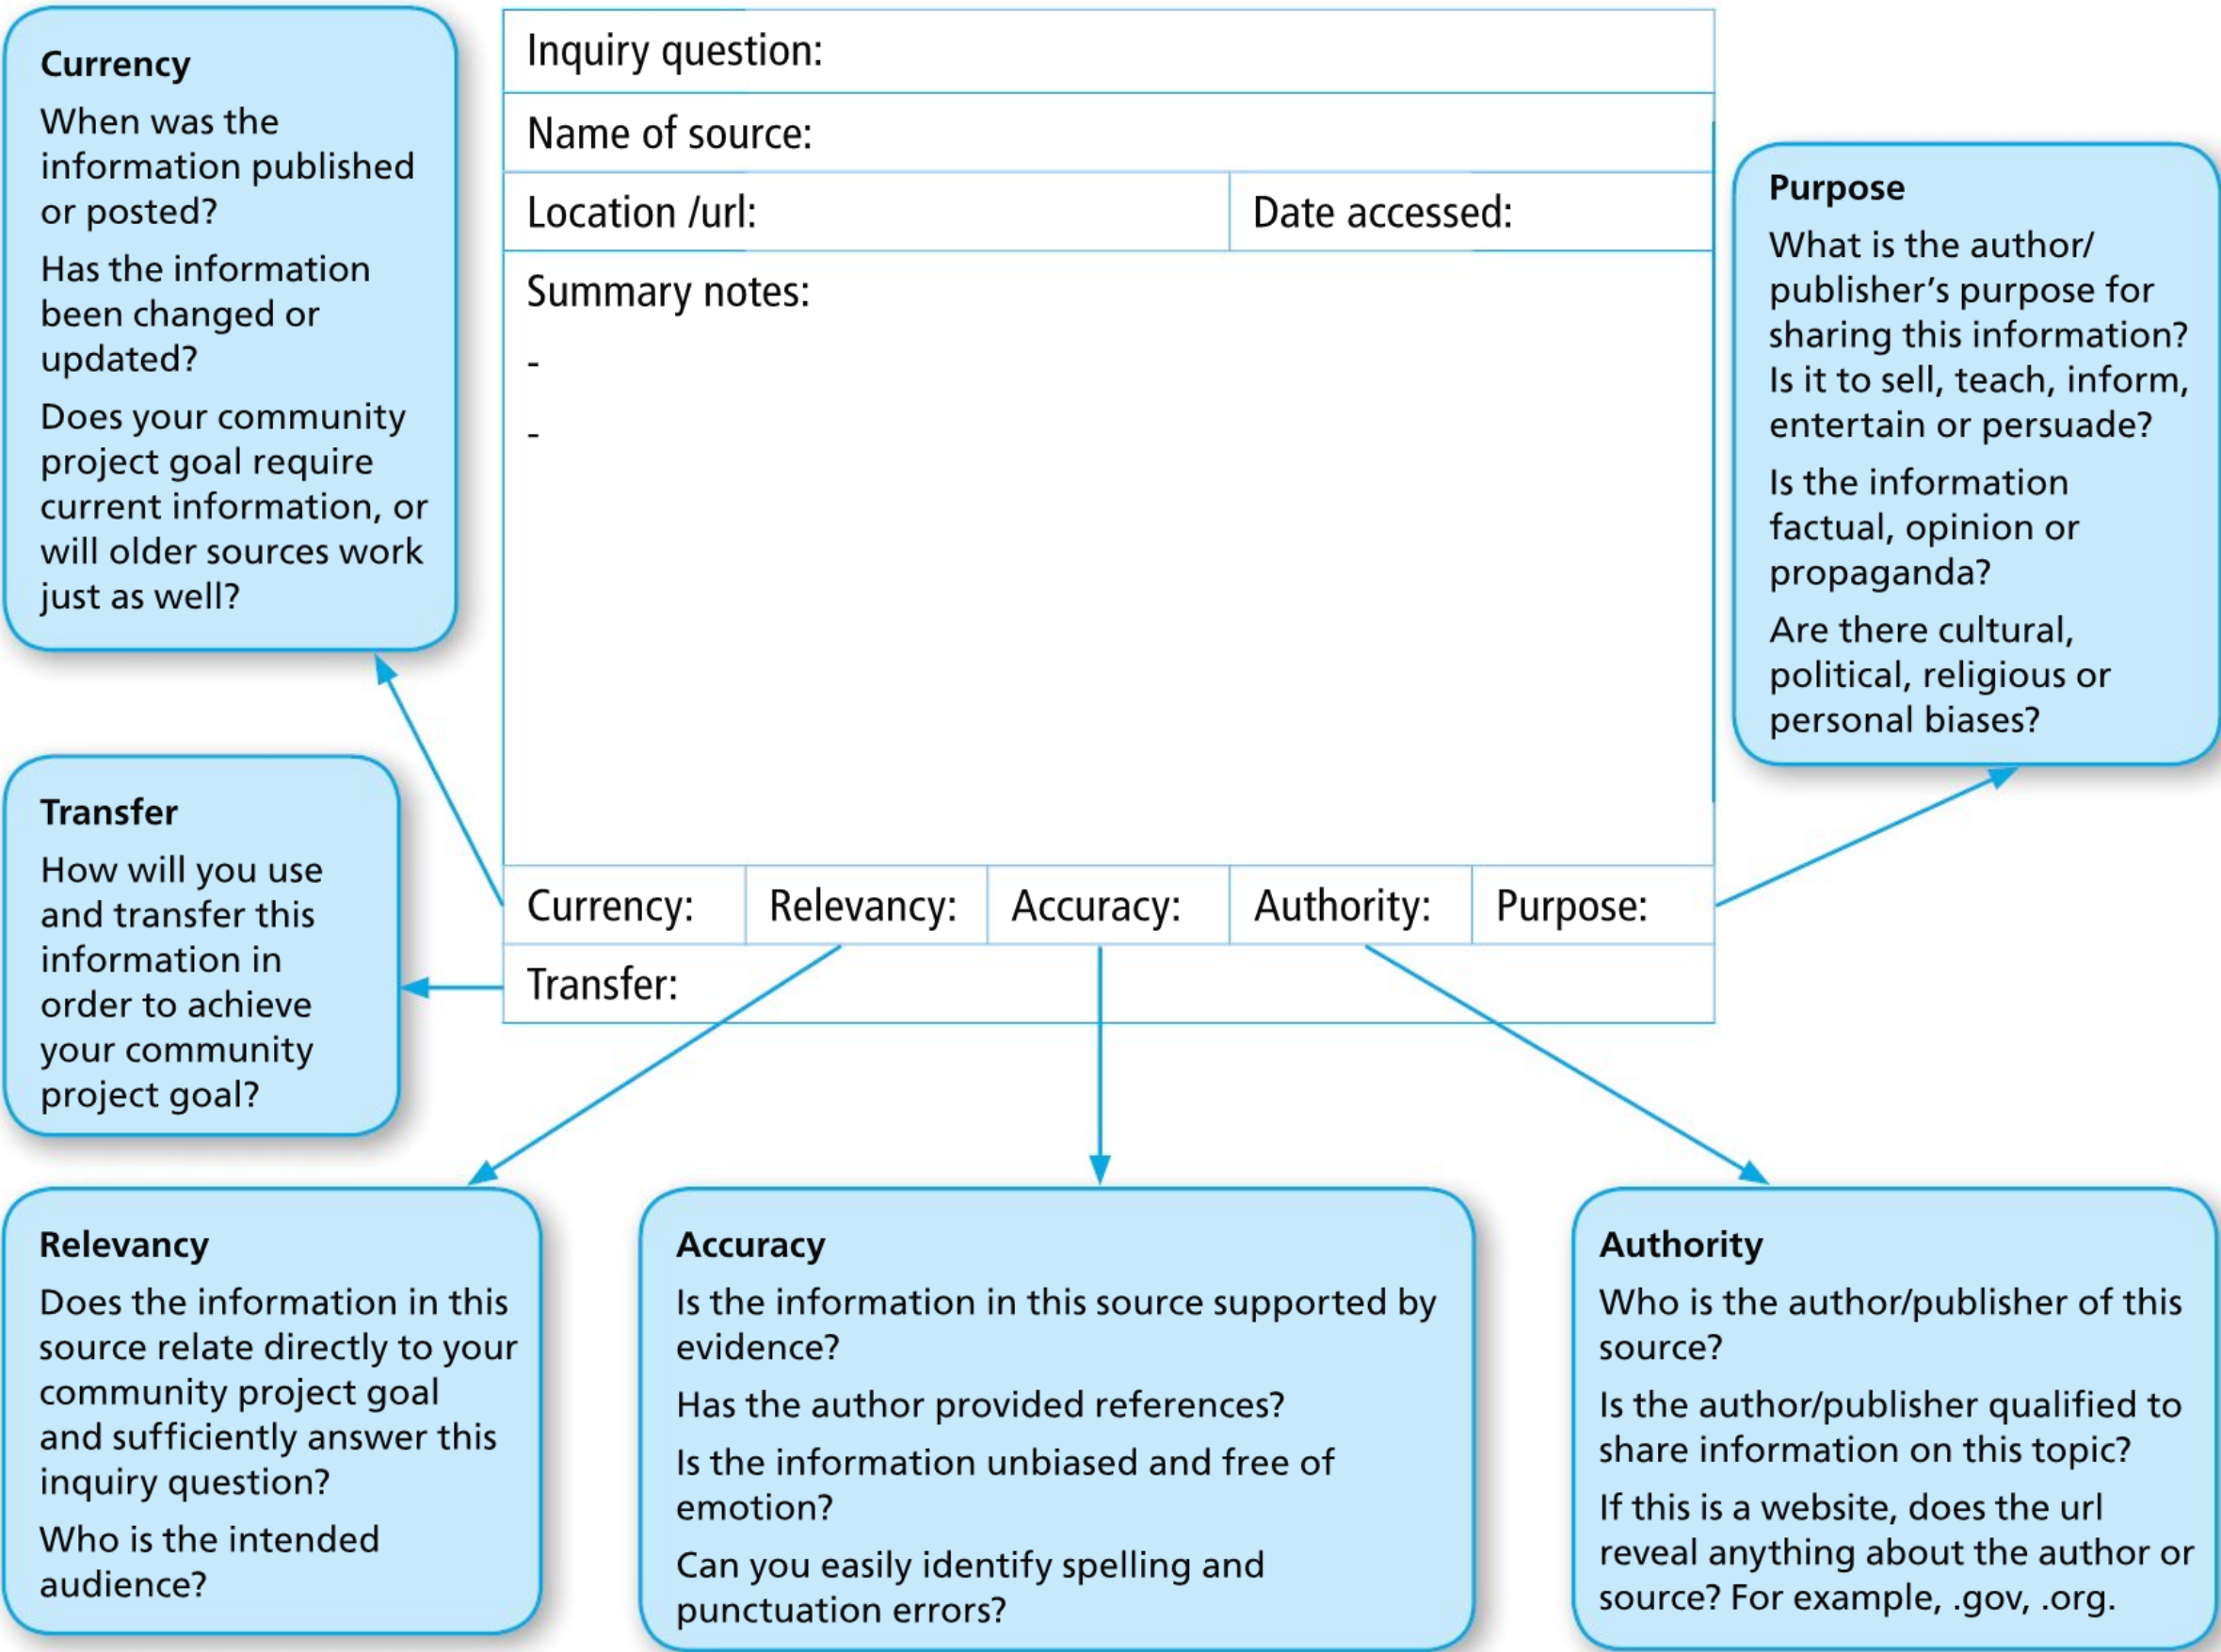 Currency
When was the
information published
or posted?
Has the information
been changed or
updated?
Does your community
project goal require
current information, or
will older sources work
just as well?
Inquiry question:
Name of source:
Location /url:
Date accessed:
Summary notes:
-
-
Purpose
What is the author/
publisher’s purpose for
sharing this information?
Is it to sell, teach, inform,
entertain or persuade?
Is the information
factual, opinion or
propaganda?
Are there cultural,
political, religious or
personal biases?
Transfer
How will you use
and transfer this
information in
order to achieve
your community
project goal?
Currency:
Relevancy:
Accuracy:
Authority:
Purpose:
Transfer:
Relevancy
Does the information in this
source relate directly to your
community project goal
and sufficiently answer this
inquiry question?
Who is the intended
audience?
Accuracy
Is the information in this source supported by
evidence?
Has the author provided references?
Is the information unbiased and free of
emotion?
Can you easily identify spelling and
punctuation errors?
Authority
Who is the author/publisher of this
source?
Is the author/publisher qualified to
share information on this topic?
If this is a website, does the url
reveal anything about the author or
source? For example, .gov, .org.